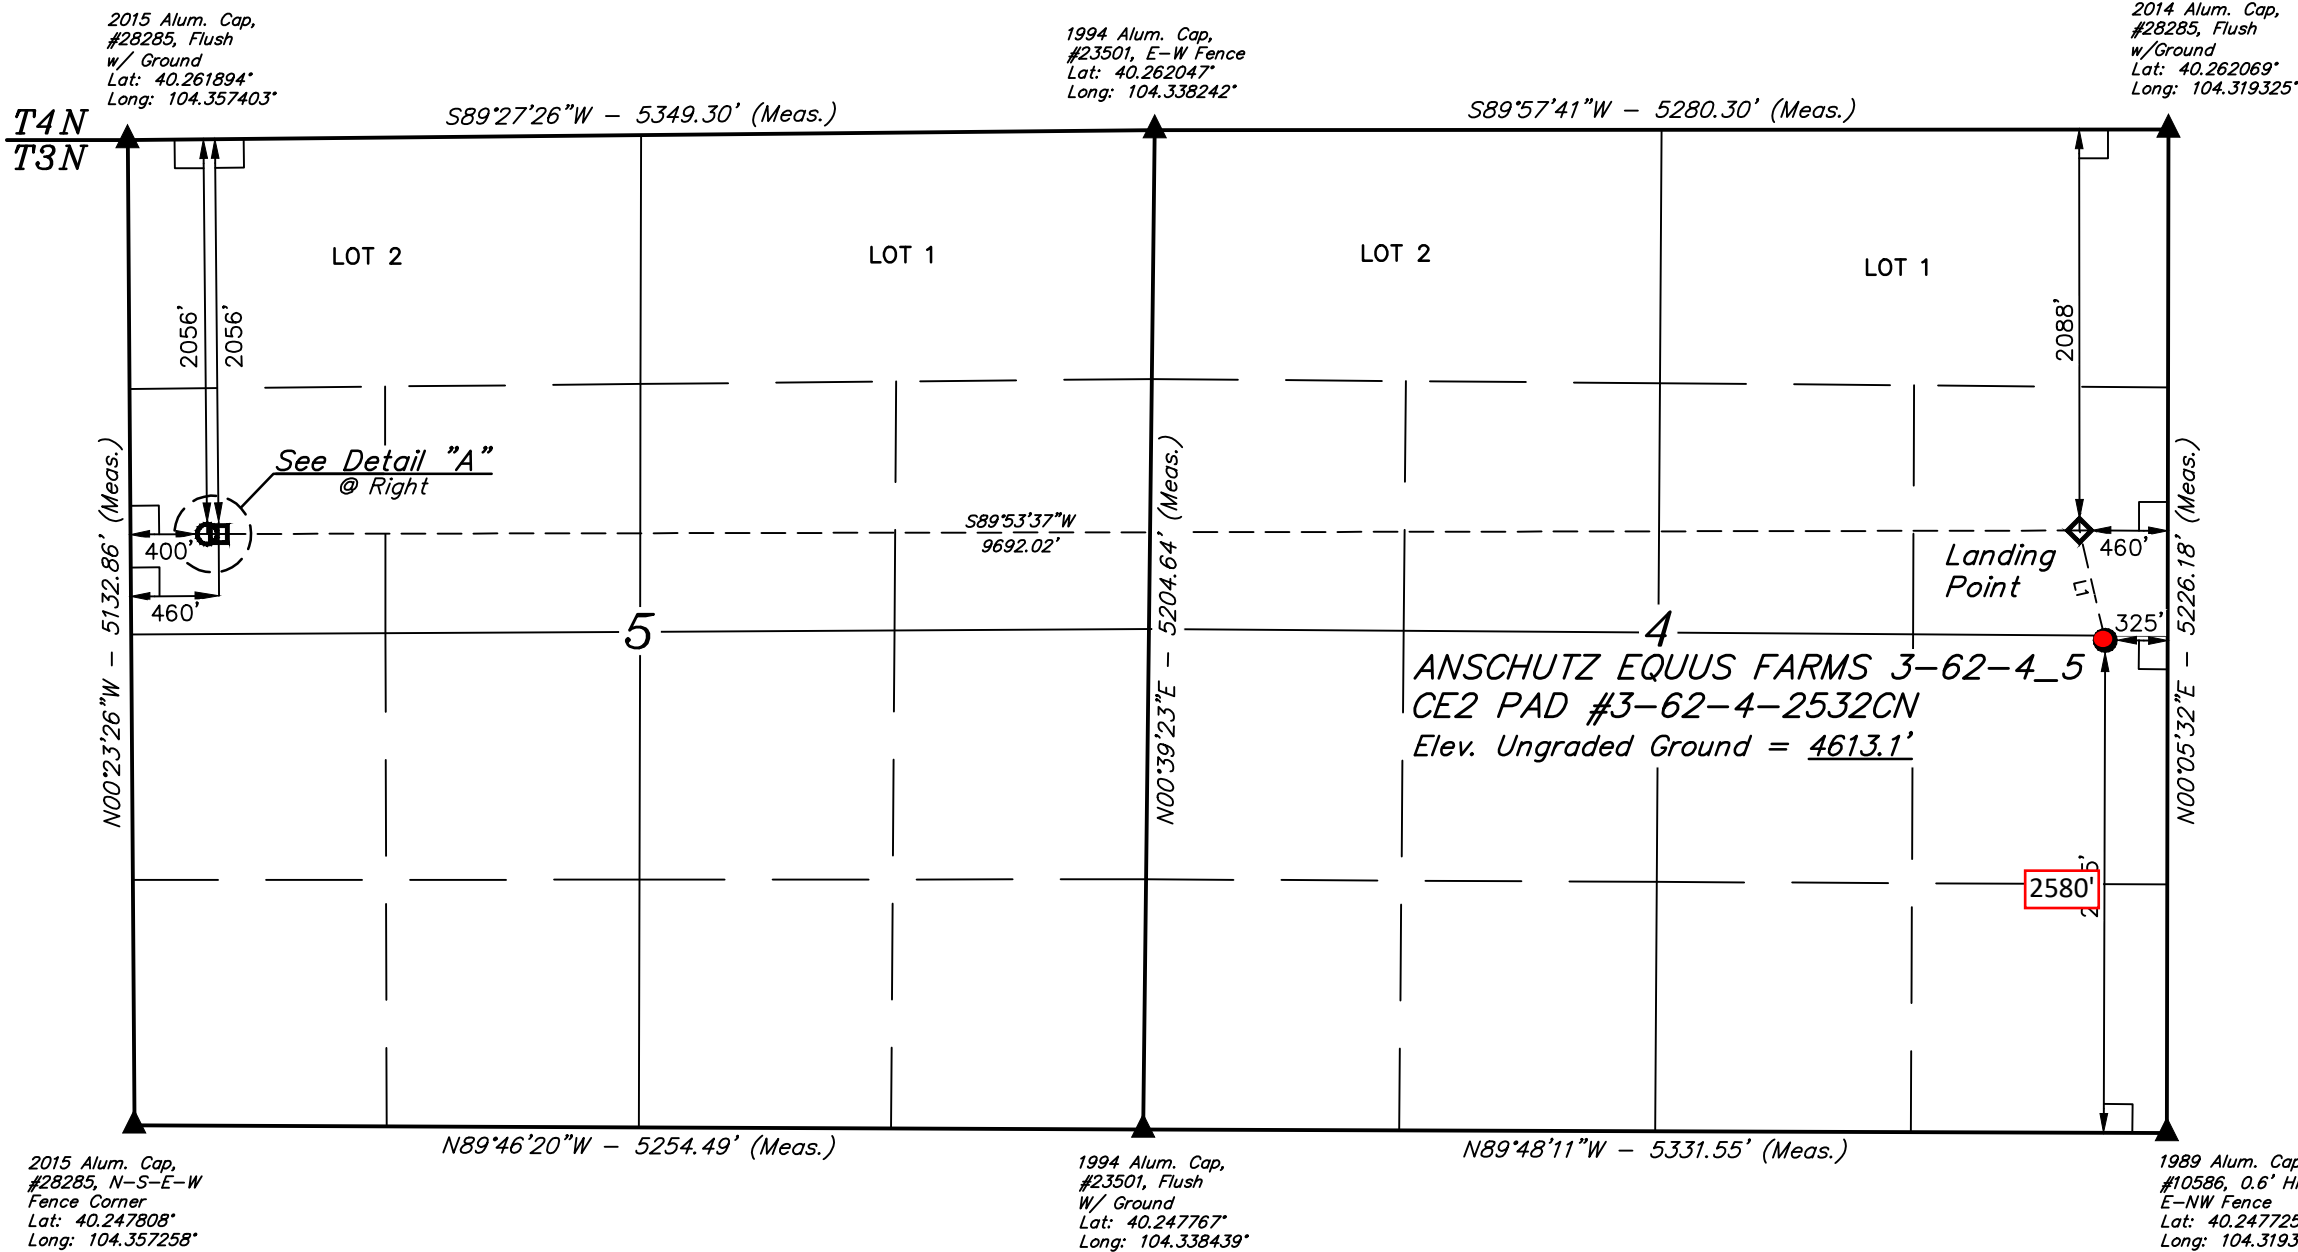 2015 Alum. Cap,
#28285, Flush
w/ Ground
Lat: 40.261894°
Long: 104.357403°
1994 Alum. Cap,
#23501, E-W Fence
Lat: 40.262047°
Long: 104.338242°
2014 Alum. Cap,
#28285, Flush
w/Ground
Lat: 40.262069°
Long: 104.319325°
T4N
T3N
S89°27'26"W - 5349.30' (Meas.)
S89°57'41"W - 5280.30' (Meas.)
LOT 2
LOT 1
LOT 2
LOT 1
2056'
2056'
2088'
See Detail "A"
@ Right
400'
460'
S89°53'37"W
9692.02'
Landing
Point
460'
L1
325'
N00°23'26"W - 5132.86' (Meas.)
N00°39'23"E - 5204.64' (Meas.)
N00°05'32"E - 5226.18' (Meas.)
5
4
ANSCHUTZ EQUUS FARMS 3-62-4_5
CE2 PAD #3-62-4-2532CN
Elev. Ungraded Ground = 4613.1'
2580'
N89°46'20"W - 5254.49' (Meas.)
N89°48'11"W - 5331.55' (Meas.)
2015 Alum. Cap,
#28285, N-S-E-W
Fence Corner
Lat: 40.247808°
Long: 104.357258°
1994 Alum. Cap,
#23501, Flush
W/ Ground
Lat: 40.247767°
Long: 104.338439°
1989 Alum. Cap
#10586, 0.6'
E-NW Fence
Lat: 40.247725
Long: 104.3193